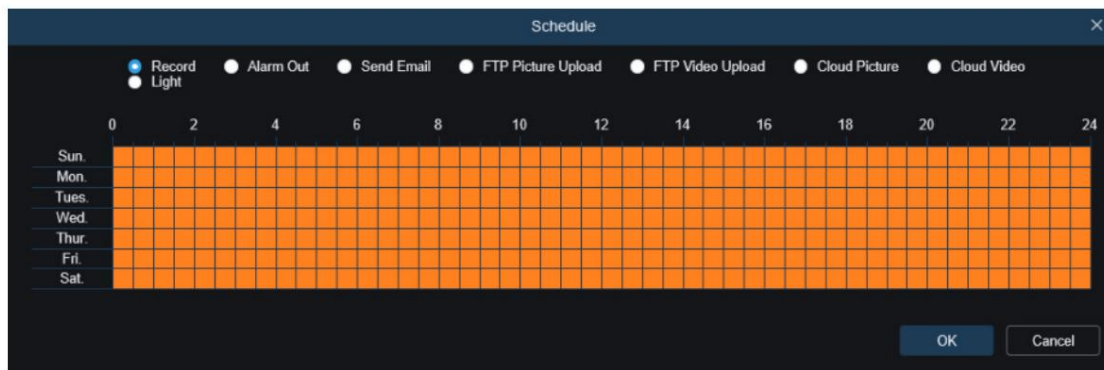 Schedule ×
Record Alarm Out Send Email FTP Picture Upload FTP Video Upload Cloud Picture Cloud Video
Light
0 2 4 6 8 10 12 14 16 18 20 22 24
Sun.
Mon.
Tues.
Wed.
Thur.
Fri.
Sat.
OK Cancel